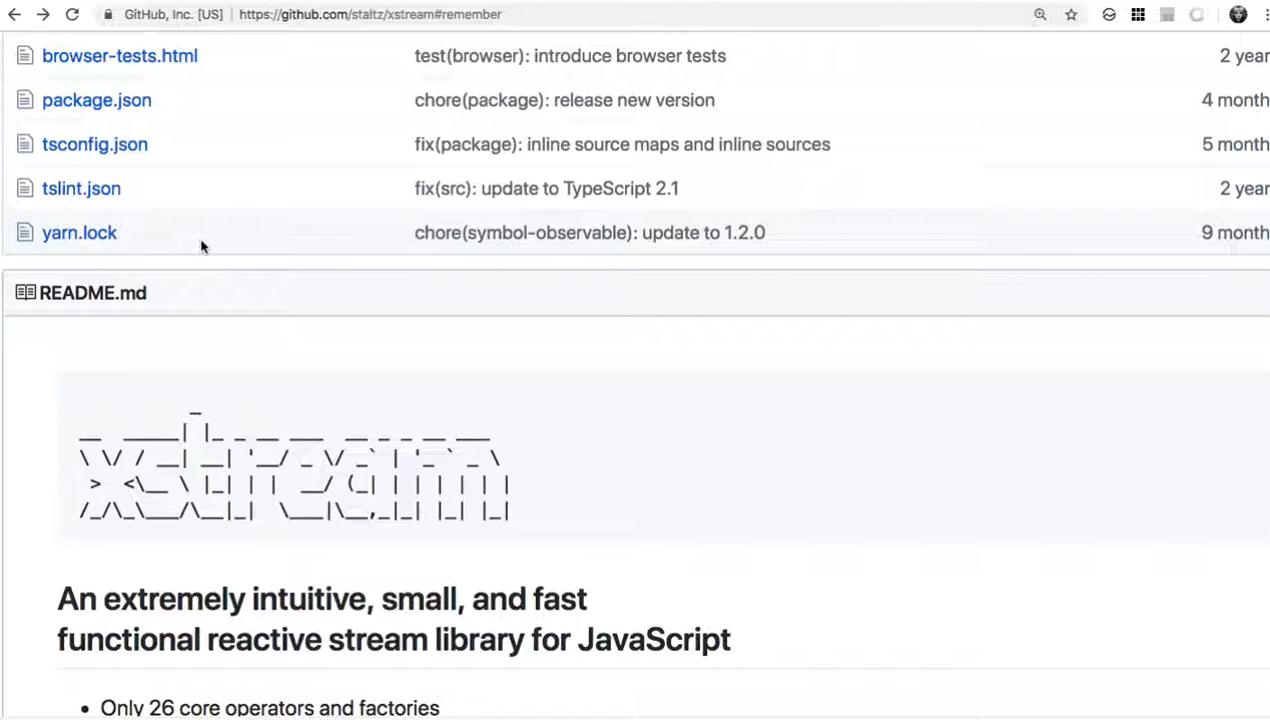 GitHub, Inc. [US] | https://github.com/staltz/xstream#remember
browser-tests.html test(browser): introduce browser tests 2 year
package.json chore(package): release new version 4 month
tsconfig.json fix(package): inline source maps and inline sources 5 month
tslint.json fix(src): update to TypeScript 2.1 2 year
yarn.lock chore(symbol-observable): update to 1.2.0 9 month
README.md
xstream
An extremely intuitive, small, and fast
functional reactive stream library for JavaScript
• Only 26 core operators and factories